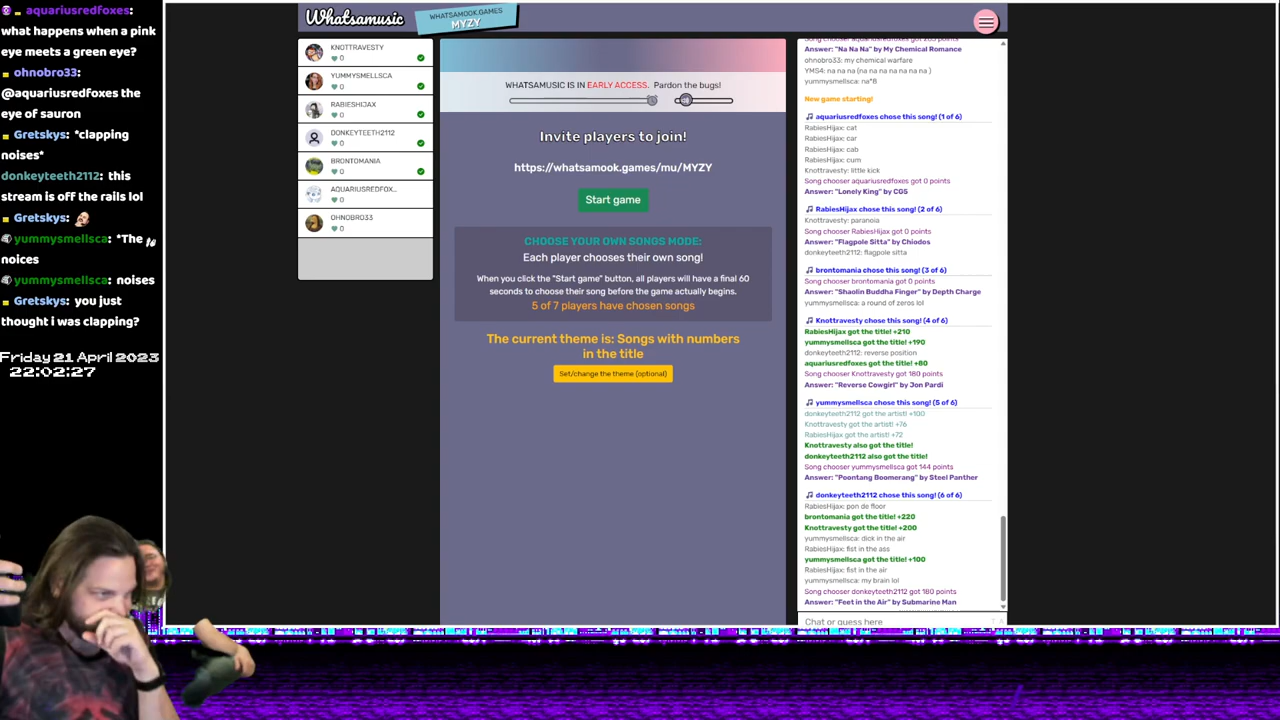 aquariusredfoxes:
what happens when a pink
eye meets a goatee?
ohnobro33:
@aquariusredfoxes
open sauron
Gretskys: *clapping
noises*
donkeyteeth2112: this
stream is off the rails lol
Gretskys:
yummysmellsca: *The
noices
yummysmellsca: *noises
Gretskys: you just
think I was choking?
Friday 21 April 2023
22:02:27
Whatsamusic
WHATSAMOOK.GAMES
MYZY
KNOTTRAVESTY
0
YUMMYSMELLSCA
0
RABIESHIJAX
0
DONKEYTEETH2112
0
BRONTOMANIA
0
AQUARIUSREDFOX...
0
OHNOBRO33
0
WHATSAMUSIC IS IN EARLY ACCESS. Pardon the bugs!
Invite players to join!
https://whatsamook.games/mu/MYZY
Start game
CHOOSE YOUR OWN SONGS MODE:
Each player chooses their own song!
When you click the "Start game" button, all players will have a final 60
seconds to choose their song before the game actually begins.
5 of 7 players have chosen songs
The current theme is: Songs with numbers
in the title
Set/change the theme (optional)
Answer: "Na Na Na" by My Chemical Romance
ohnobro33: my chemical warfare
YMS4: na na na (na na na na na na na )
yummysmellsca: na*8
New game starting!
aquariusredfoxes chose this song! (1 of 6)
RabiesHijax: cat
RabiesHijax: car
RabiesHijax: cab
RabiesHijax: cum
Knottravesty: little kick
Song chooser aquariusredfoxes got 0 points
Answer: "Lonely King" by CG5
RabiesHijax chose this song! (2 of 6)
Knottravesty: paranoia
Song chooser RabiesHijax got 0 points
Answer: "Flagpole Sitta" by Chiodos
donkeyteeth2112: flagpole sitta
brontomania chose this song! (3 of 6)
Song chooser brontomania got 0 points
Answer: "Shaolin Buddha Finger" by Depth Charge
yummysmellsca: a round of zeros lol
Knottravesty chose this song! (4 of 6)
RabiesHijax got the title! +210
yummysmellsca got the title! +190
donkeyteeth2112: reverse position
aquariusredfoxes got the title! +80
Song chooser Knottravesty got 180 points
Answer: "Reverse Cowgirl" by Jon Pardi
yummysmellsca chose this song! (5 of 6)
donkeyteeth2112 got the artist! +100
Knottravesty got the artist! +76
RabiesHijax got the artist! +72
Knottravesty also got the title!
donkeyteeth2112 also got the title!
Song chooser yummysmellsca got 144 points
Answer: "Poontang Boomerang" by Steel Panther
donkeyteeth2112 chose this song! (6 of 6)
RabiesHijax: pon de floor
brontomania got the title! +220
Knottravesty got the title! +200
yummysmellsca: dick in the air
RabiesHijax: fist in the ass
yummysmellsca got the title! +100
RabiesHijax: fist in the air
yummysmellsca: my brain lol
Song chooser donkeyteeth2112 got 180 points
Answer: "Feet in the Air" by Submarine Man
Chat or guess here